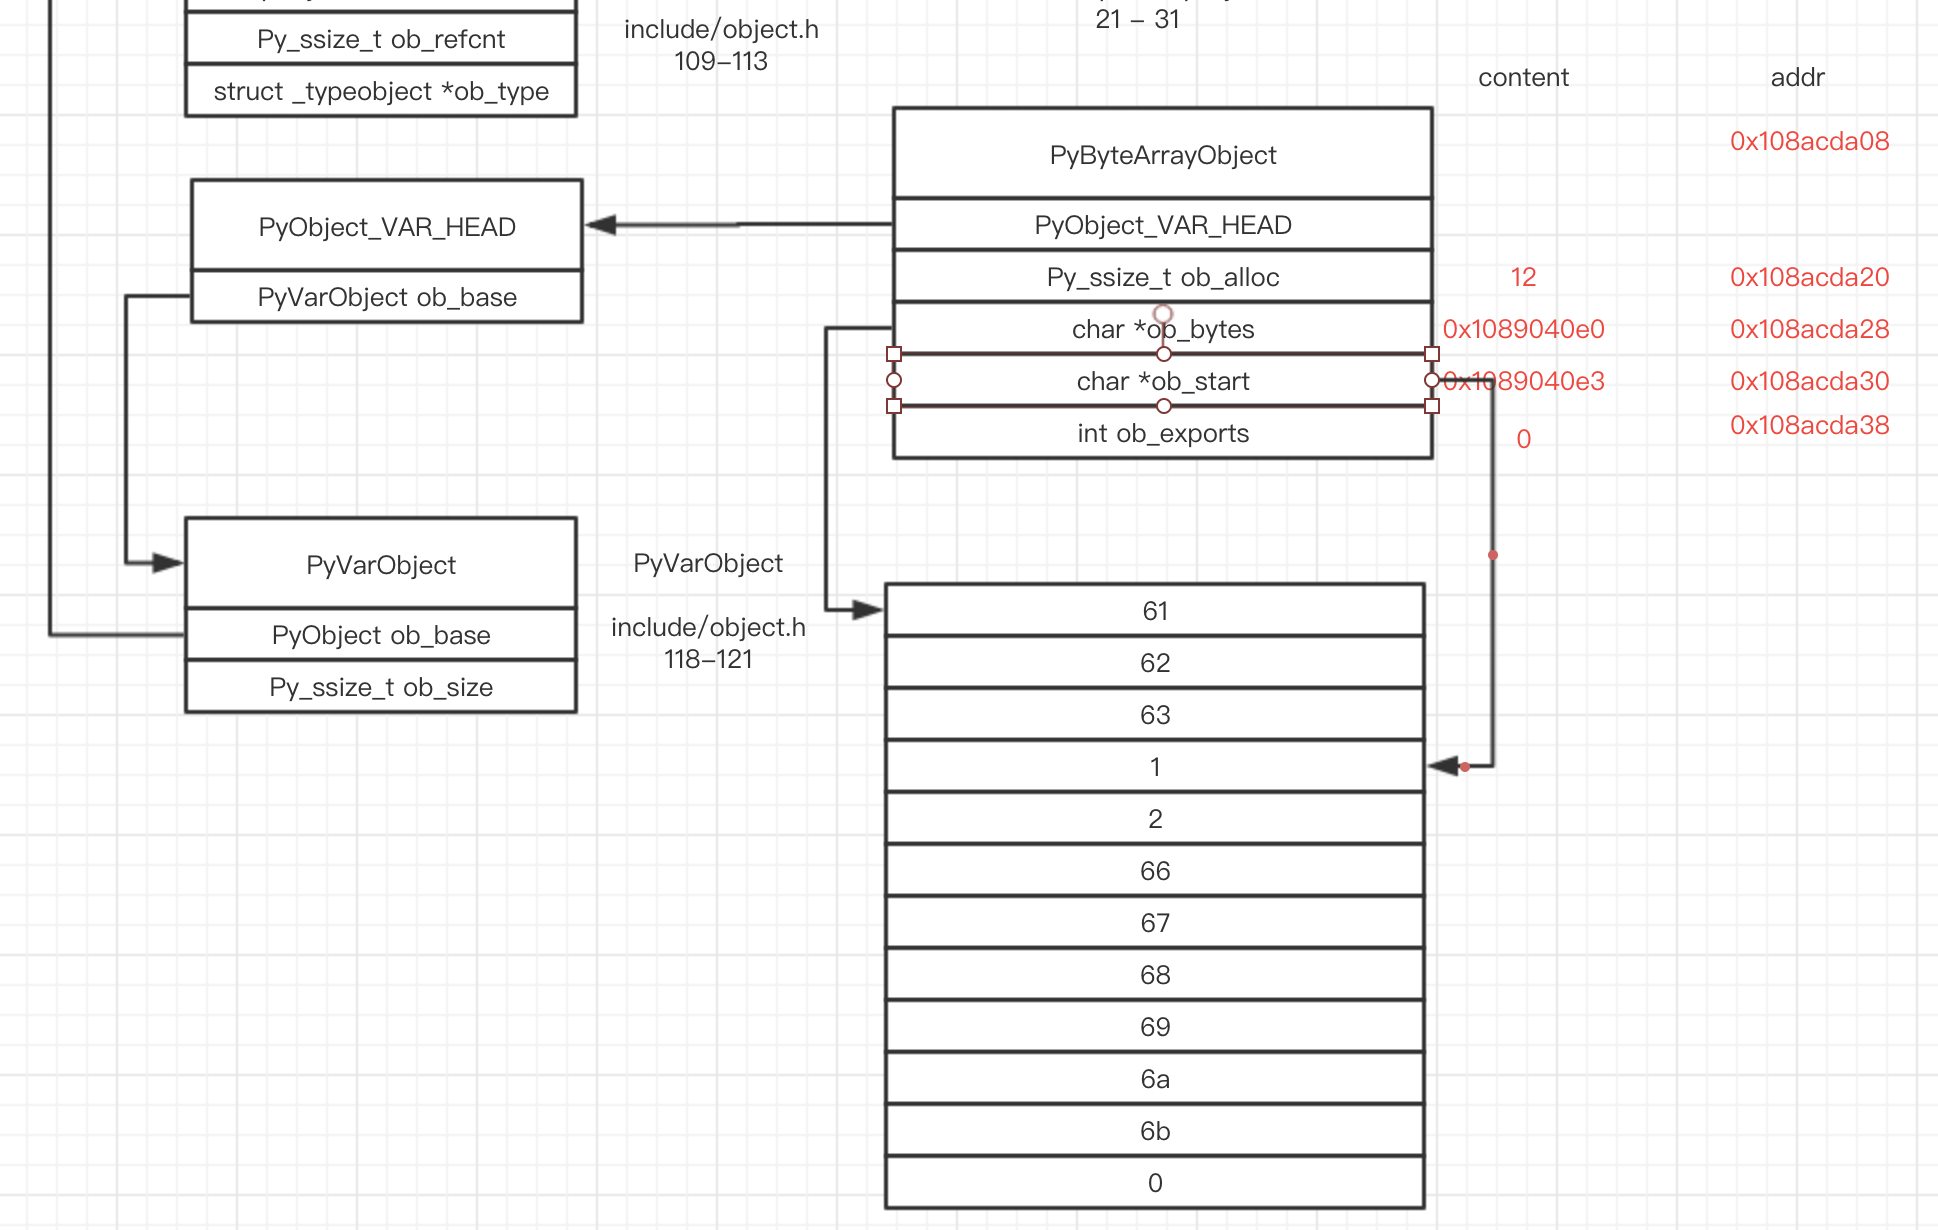 Py_ssize_t ob_refcnt
struct _typeobject *ob_type
include/object.h
109-113
21 - 31
content
addr
PyByteArrayObject
0x108acda08
PyObject_VAR_HEAD
PyObject_VAR_HEAD
Py_ssize_t ob_alloc
12
0x108acda20
PyVarObject ob_base
char *ob_bytes
0x1089040e0
0x108acda28
char *ob_start
0x1089040e3
0x108acda30
int ob_exports
0
0x108acda38
PyVarObject
PyVarObject
PyObject ob_base
include/object.h
118-121
Py_ssize_t ob_size
61
62
63
1
2
66
67
68
69
6a
6b
0